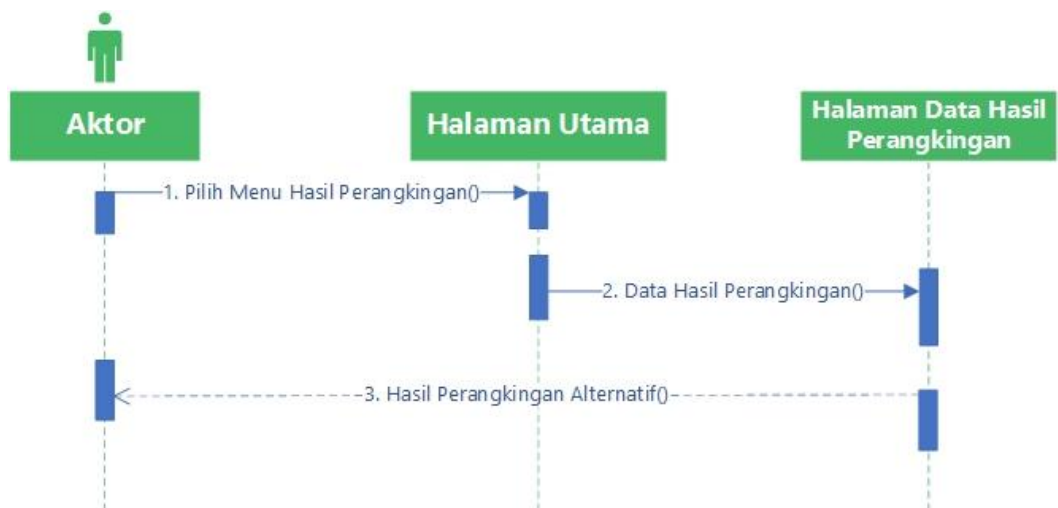 Aktor
Halaman Utama
Halaman Data Hasil
Perangkingan
1. Pilih Menu Hasil Perangkingan()
2. Data Hasil Perangkingan()
3. Hasil Perangkingan Alternatif()